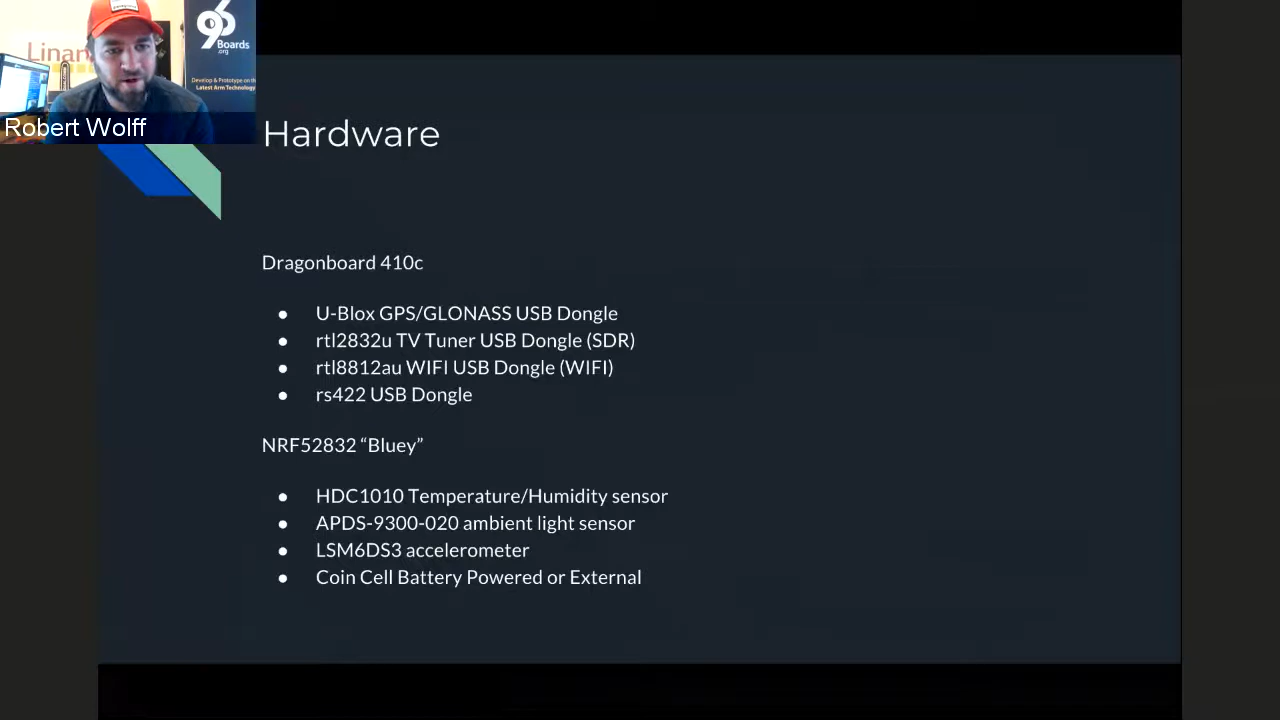 Linar
96
Boards
.org
Develop & Prototype on the
Latest Arm Technology
Robert Wolff
Hardware
Dragonboard 410c
● U-Blox GPS/GLONASS USB Dongle
● rtl2832u TV Tuner USB Dongle (SDR)
● rtl8812au WIFI USB Dongle (WIFI)
● rs422 USB Dongle
NRF52832 “Bluey”
● HDC1010 Temperature/Humidity sensor
● APDS-9300-020 ambient light sensor
● LSM6DS3 accelerometer
● Coin Cell Battery Powered or External